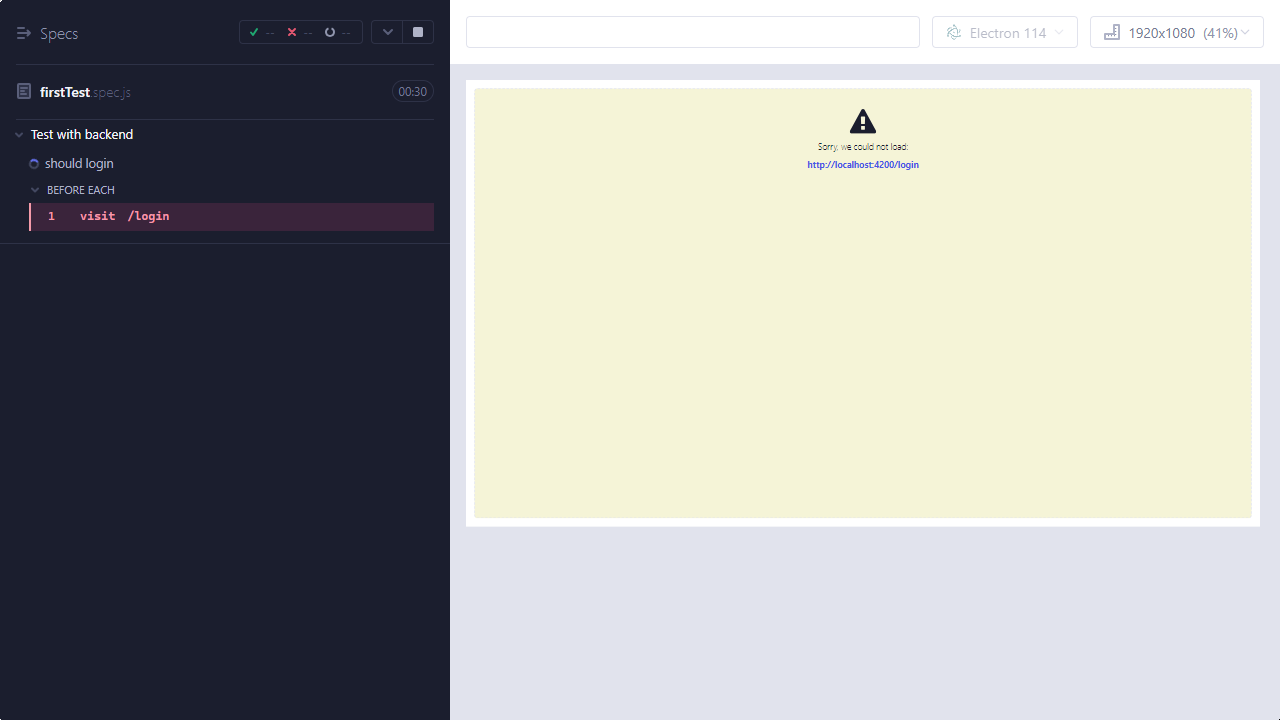 Specs
-- -- --
firstTest.spec.js
00:30
Test with backend
should login
BEFORE EACH
1 visit /login
Electron 114
1920x1080 (41%)
Sorry, we could not load:
http://localhost:4200/login